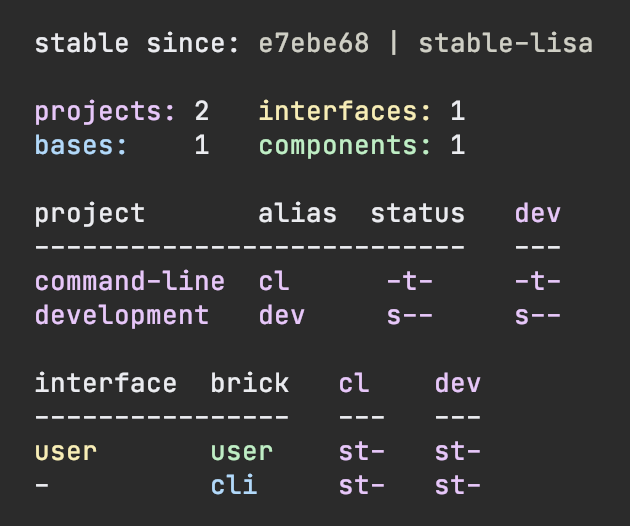 stable since: e7ebe68 | stable-lisa
projects: 2   interfaces: 1
bases:    1   components: 1
project       alias  status   dev
---------------------------   ---
command-line  cl      -t-     -t-
development   dev     s--     s--
interface  brick   cl    dev
----------------   ---   ---
user       user    st-   st-
-          cli     st-   st-